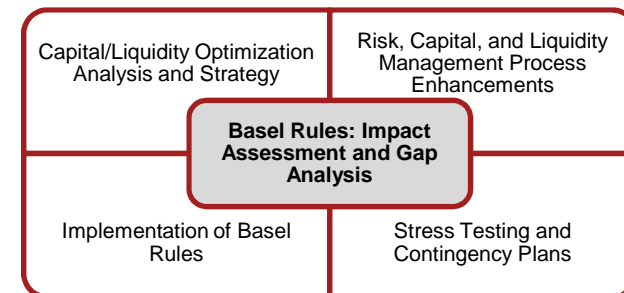 Capital/Liquidity Optimization
Analysis and Strategy
Risk, Capital, and Liquidity
Management Process
Enhancements
Basel Rules: Impact
Assessment and Gap
Analysis
Implementation of Basel
Rules
Stress Testing and
Contingency Plans